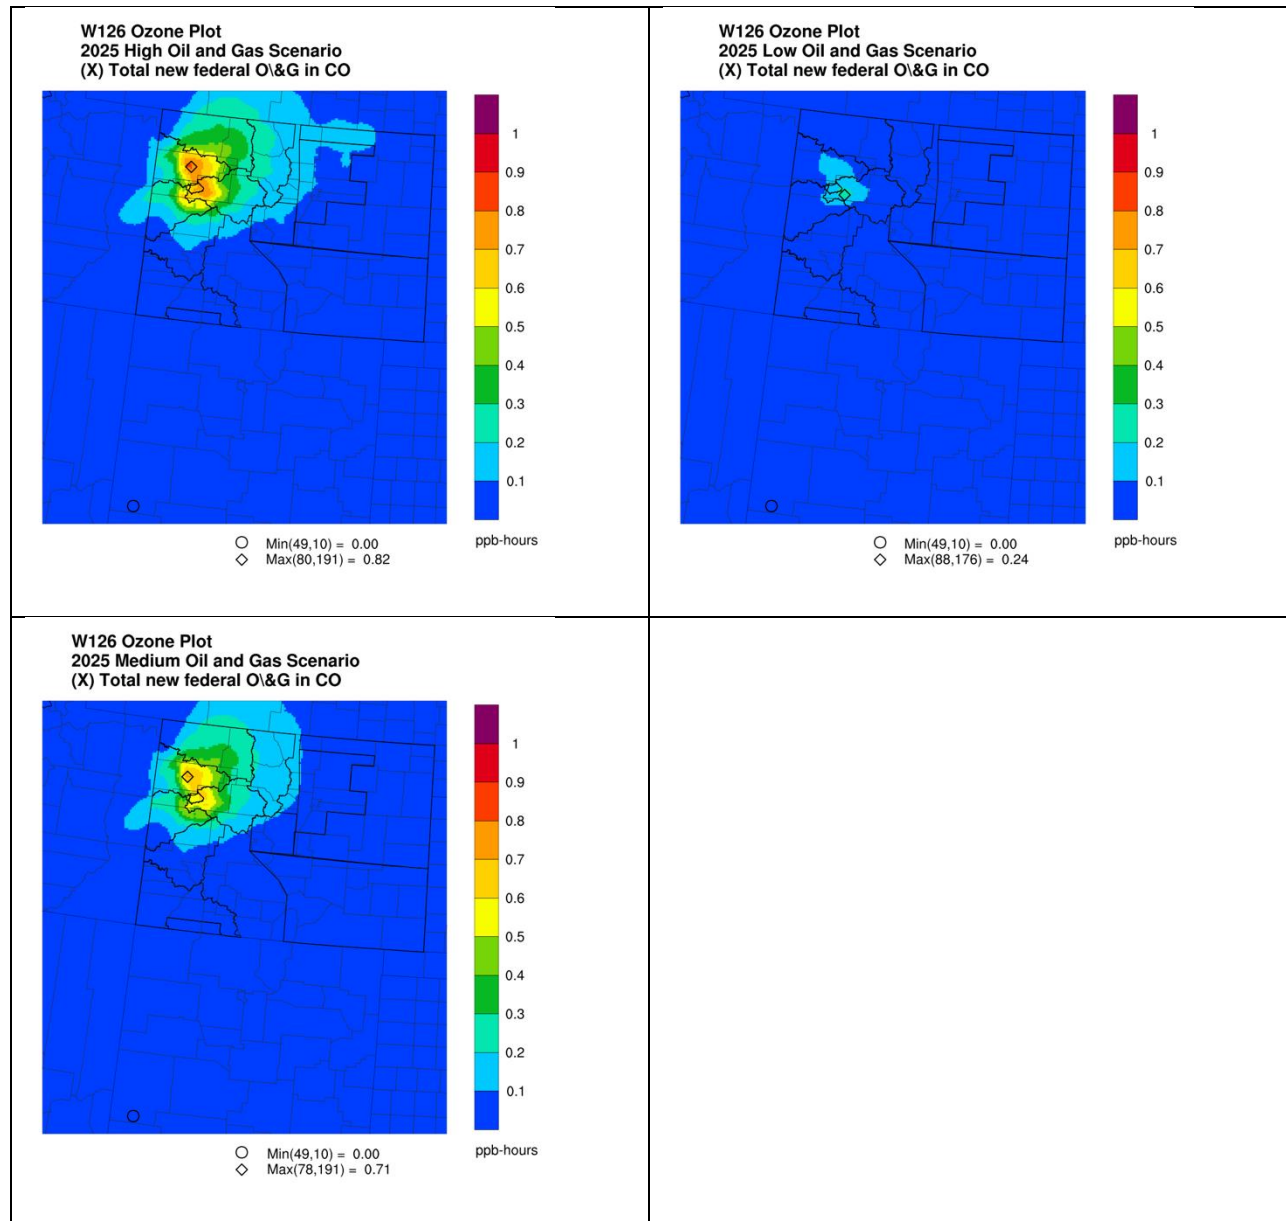 W126 Ozone Plot
2025 High Oil and Gas Scenario
(X) Total new federal O\&G in CO
1
0.9
0.8
0.7
0.6
0.5
0.4
0.3
0.2
0.1
ppb-hours
Min(49,10) = 0.00
Max(80,191) = 0.82
W126 Ozone Plot
2025 Low Oil and Gas Scenario
(X) Total new federal O\&G in CO
1
0.9
0.8
0.7
0.6
0.5
0.4
0.3
0.2
0.1
ppb-hours
Min(49,10) = 0.00
Max(88,176) = 0.24
W126 Ozone Plot
2025 Medium Oil and Gas Scenario
(X) Total new federal O\&G in CO
1
0.9
0.8
0.7
0.6
0.5
0.4
0.3
0.2
0.1
ppb-hours
Min(49,10) = 0.00
Max(78,191) = 0.71